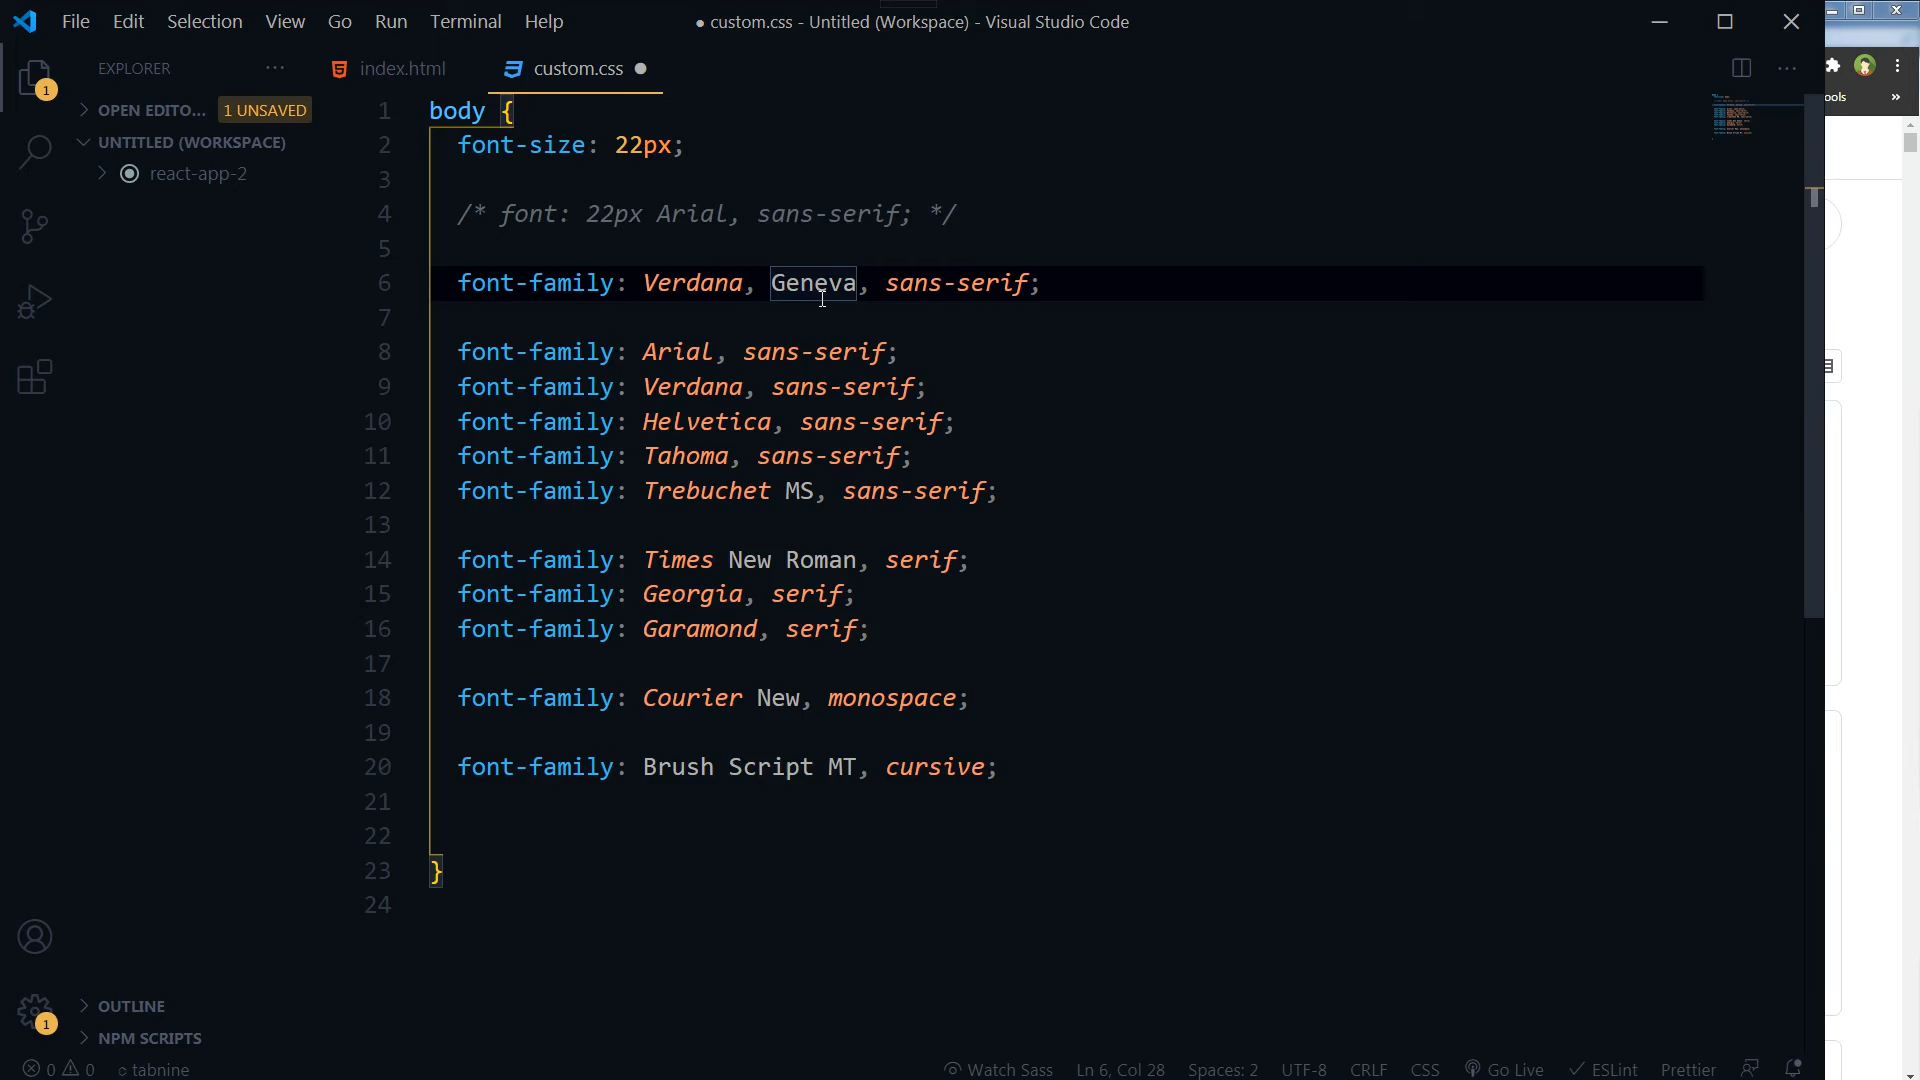 File Edit Selection View Go Run Terminal Help
● custom.css - Untitled (Workspace) - Visual Studio Code
EXPLORER ···
index.html
custom.css ●
1
OPEN EDITO... 1 UNSAVED
UNTITLED (WORKSPACE)
react-app-2
ools »
1 body {
2 font-size: 22px;
3
4 /* font: 22px Arial, sans-serif; */
5
6 font-family: Verdana, Geneva, sans-serif;
7
8 font-family: Arial, sans-serif;
9 font-family: Verdana, sans-serif;
10 font-family: Helvetica, sans-serif;
11 font-family: Tahoma, sans-serif;
12 font-family: Trebuchet MS, sans-serif;
13
14 font-family: Times New Roman, serif;
15 font-family: Georgia, serif;
16 font-family: Garamond, serif;
17
18 font-family: Courier New, monospace;
19
20 font-family: Brush Script MT, cursive;
21
22
23 }
24
OUTLINE
1
NPM SCRIPTS
0 0 tabnine Watch Sass Ln 6, Col 28 Spaces: 2 UTF-8 CRLF CSS Go Live ESLint Prettier